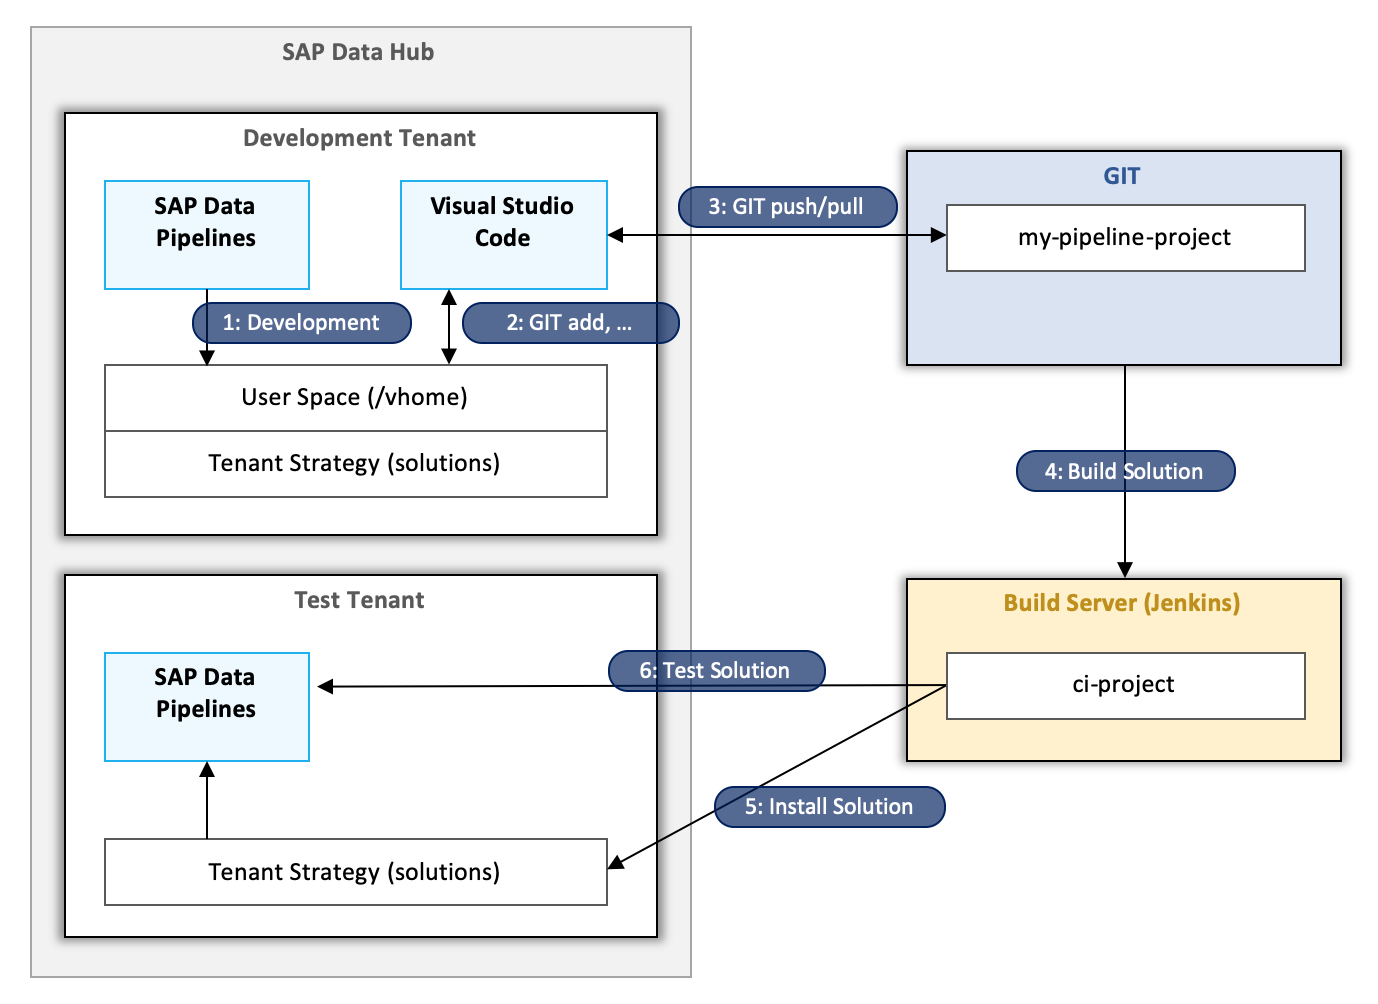 SAP Data Hub
Development Tenant
SAP Data
Pipelines
Visual Studio
Code
1: Development
2: GIT add, ...
User Space (/vhome)
Tenant Strategy (solutions)
3: GIT push/pull
GIT
my-pipeline-project
4: Build Solution
Build Server (Jenkins)
ci-project
Test Tenant
SAP Data
Pipelines
6: Test Solution
5: Install Solution
Tenant Strategy (solutions)